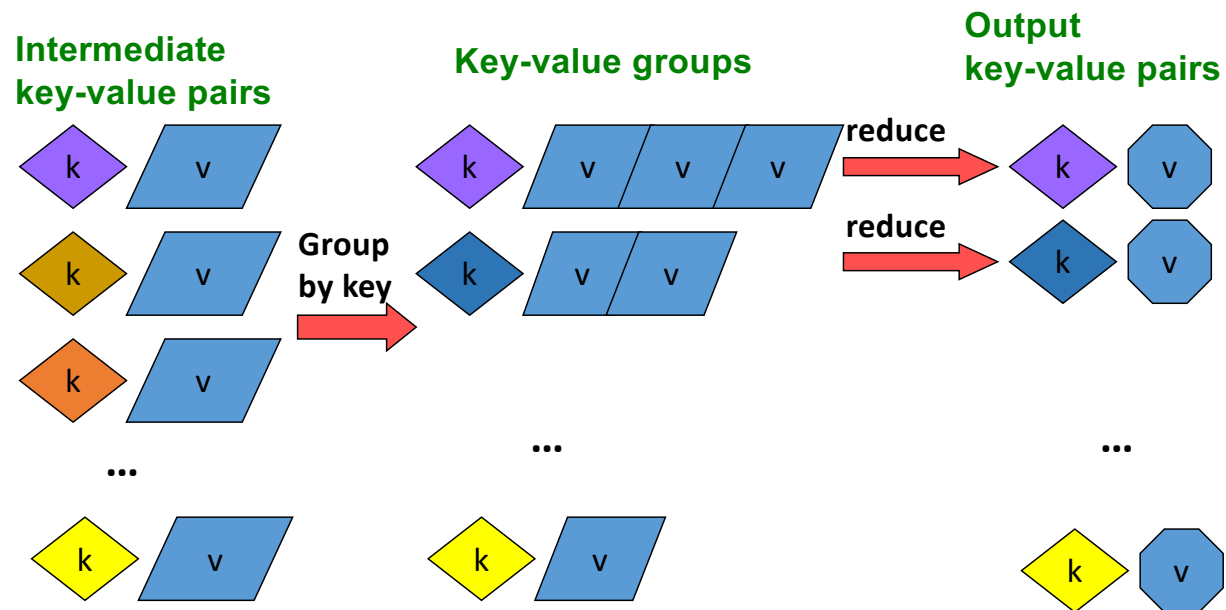 Intermediate
key-value pairs
Key-value groups
Output
key-value pairs
k v
k v v v
reduce
k v
k v
Group
by key
k v v
reduce
k v
k v
...
...
...
k v
k v
k v